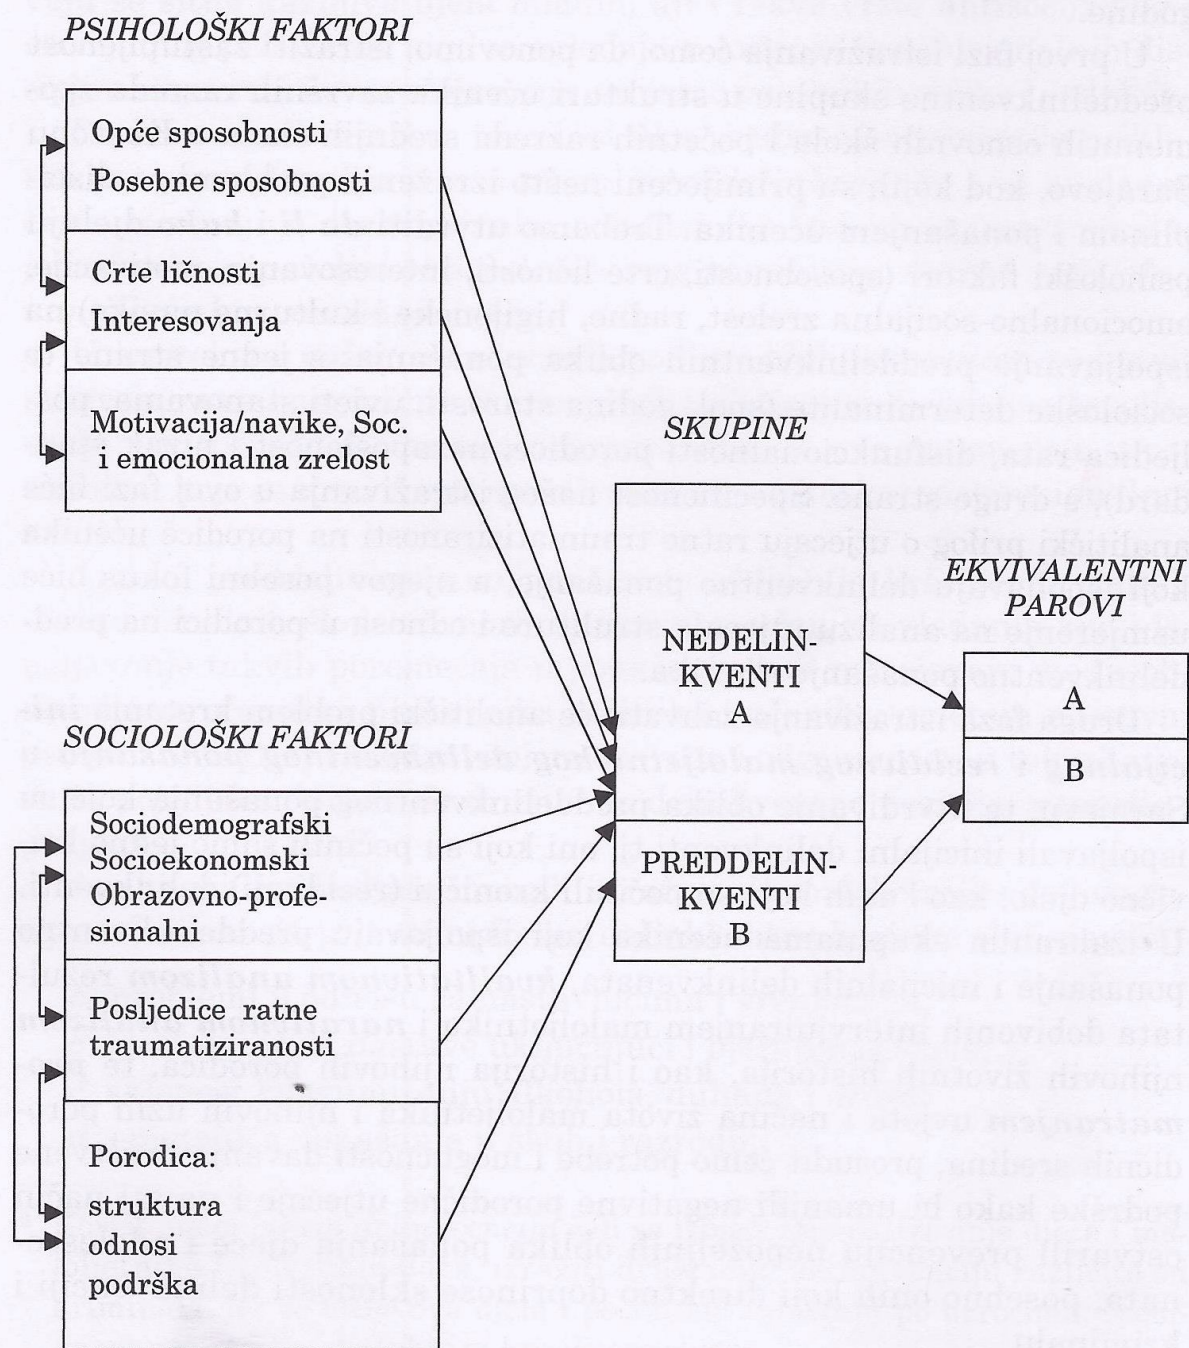 PSIHOLOŠKI FAKTORI
Opće sposobnosti
Posebne sposobnosti
Crte ličnosti
Interesovanja
Motivacija/navike, Soc.
i emocionalna zrelost
SOCIOLOŠKI FAKTORI
Sociodemografski
Socioekonomski
Obrazovno-profe-
sionalni
Posljedice ratne
traumatiziranosti
Porodica:
struktura
odnosi
podrška
SKUPINE
NEDELIN-
KVENTI
A
PREDDELIN-
KVENTI
B
EKVIVALENTNI
PAROVI
A
B